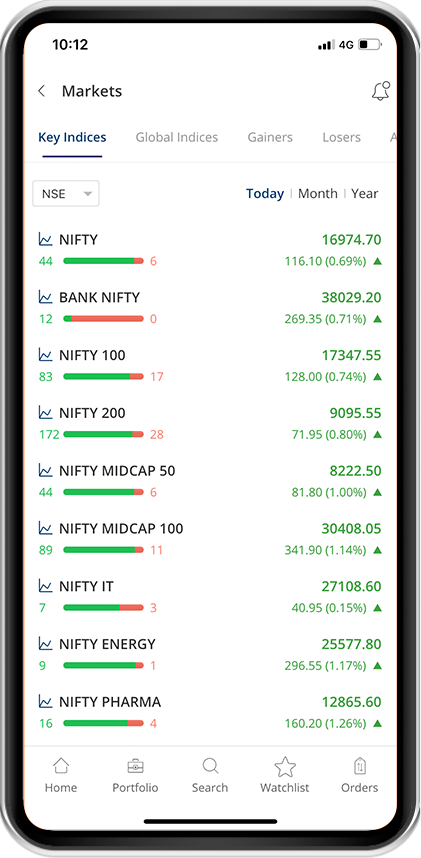 10:12 4G
Markets
Key Indices Global Indices Gainers Losers A
NSE Today Month Year
NIFTY 16974.70
44 6 116.10 (0.69%)
BANK NIFTY 38029.20
12 0 269.35 (0.71%)
NIFTY 100 17347.55
83 17 128.00 (0.74%)
NIFTY 200 9095.55
172 28 71.95 (0.80%)
NIFTY MIDCAP 50 8222.50
44 6 81.80 (1.00%)
NIFTY MIDCAP 100 30408.05
89 11 341.90 (1.14%)
NIFTY IT 27108.60
7 3 40.95 (0.15%)
NIFTY ENERGY 25577.80
9 1 296.55 (1.17%)
NIFTY PHARMA 12865.60
16 4 160.20 (1.26%)
Home Portfolio Search Watchlist Orders